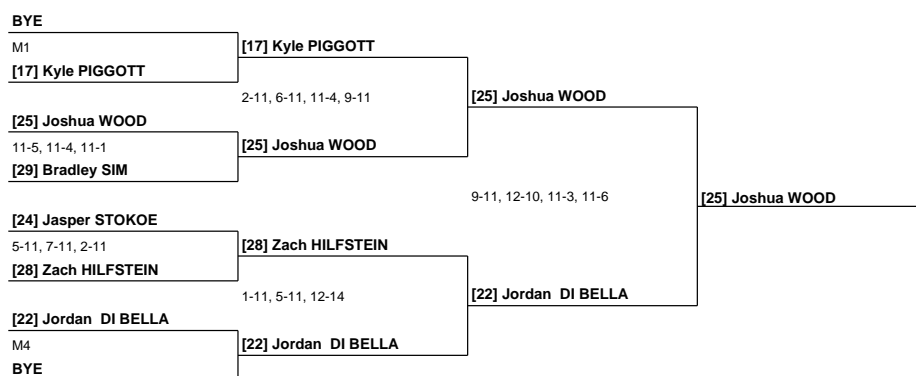 BYE
M1
[17] Kyle PIGGOTT
[17] Kyle PIGGOTT
2-11, 6-11, 11-4, 9-11
[25] Joshua WOOD
[25] Joshua WOOD
11-5, 11-4, 11-1
[25] Joshua WOOD
[29] Bradley SIM
9-11, 12-10, 11-3, 11-6
[25] Joshua WOOD
[24] Jasper STOKOE
5-11, 7-11, 2-11
[28] Zach HILFSTEIN
[28] Zach HILFSTEIN
1-11, 5-11, 12-14
[22] Jordan  DI BELLA
[22] Jordan  DI BELLA
M4
[22] Jordan  DI BELLA
BYE